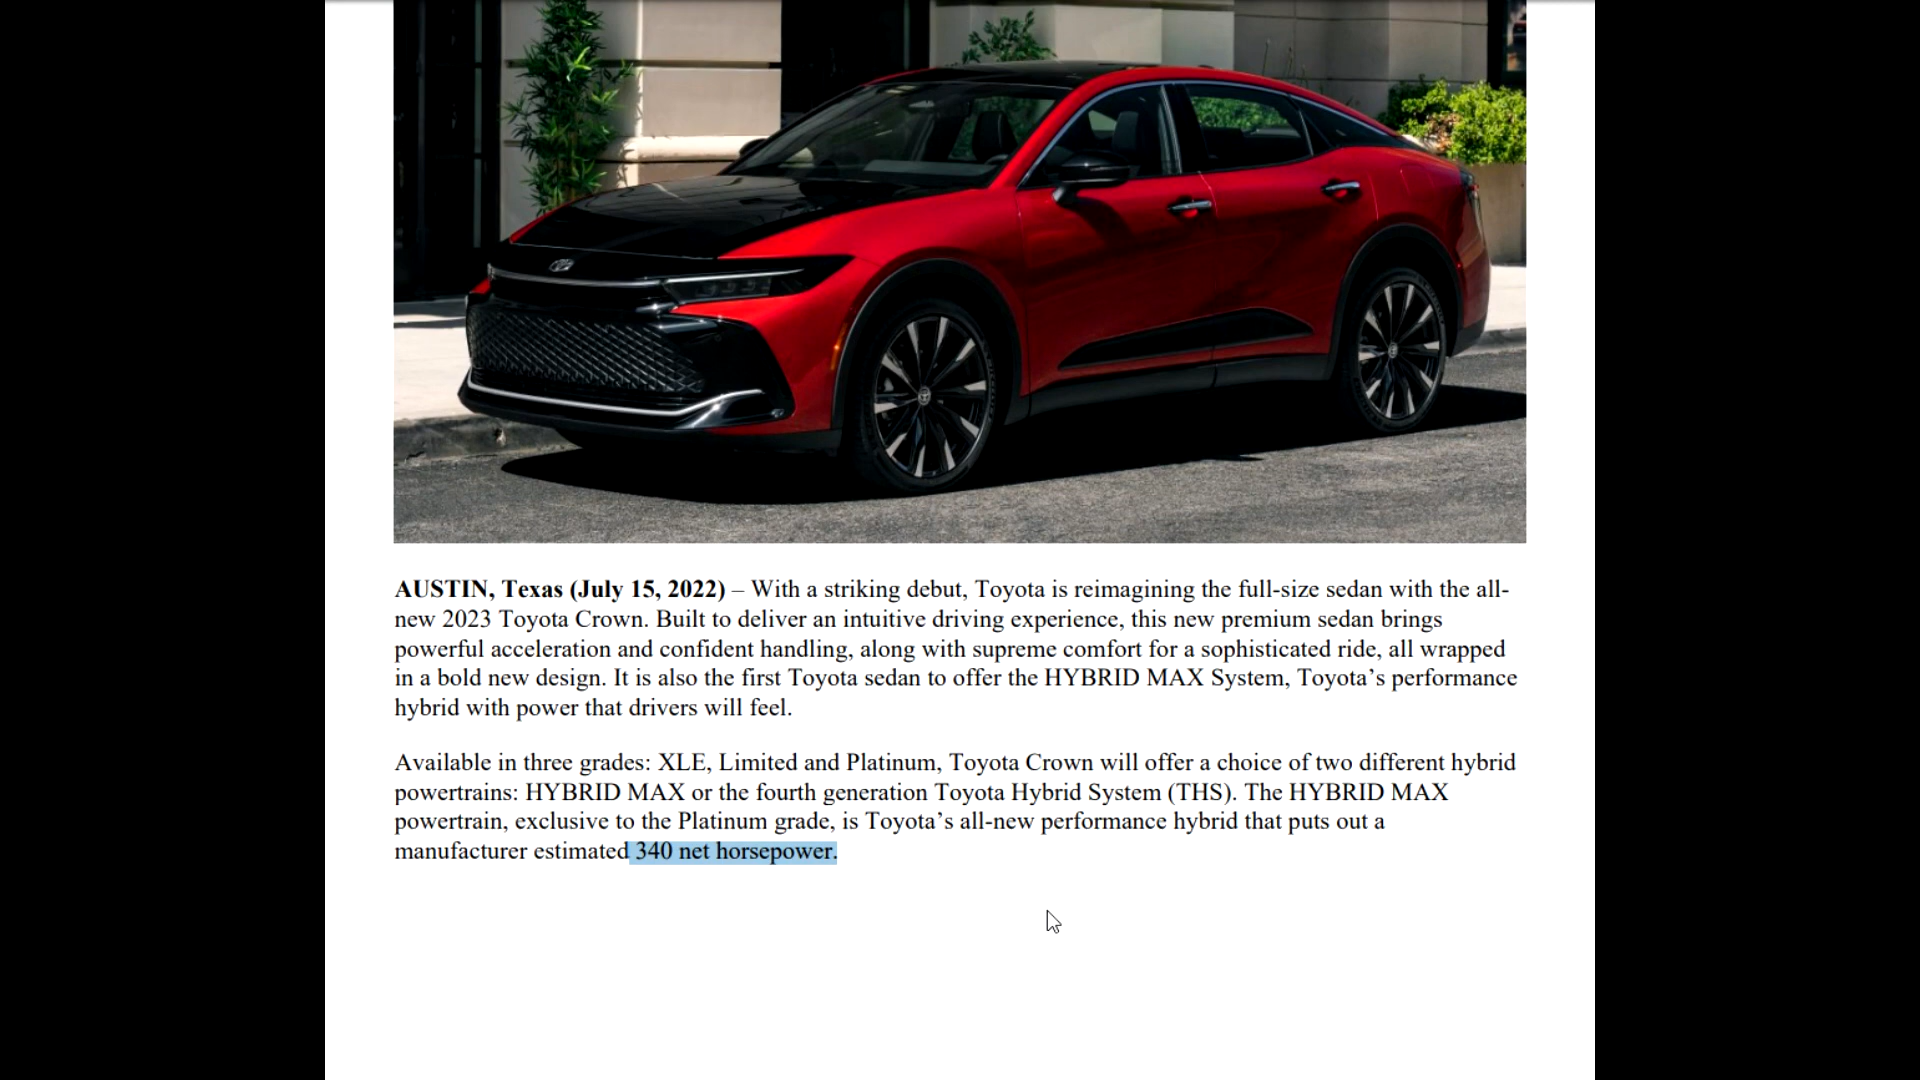 AUSTIN, Texas (July 15, 2022) – With a striking debut, Toyota is reimagining the full-size sedan with the all-
new 2023 Toyota Crown. Built to deliver an intuitive driving experience, this new premium sedan brings
powerful acceleration and confident handling, along with supreme comfort for a sophisticated ride, all wrapped
in a bold new design. It is also the first Toyota sedan to offer the HYBRID MAX System, Toyota’s performance
hybrid with power that drivers will feel.
Available in three grades: XLE, Limited and Platinum, Toyota Crown will offer a choice of two different hybrid
powertrains: HYBRID MAX or the fourth generation Toyota Hybrid System (THS). The HYBRID MAX
powertrain, exclusive to the Platinum grade, is Toyota’s all-new performance hybrid that puts out a
manufacturer estimated 340 net horsepower.